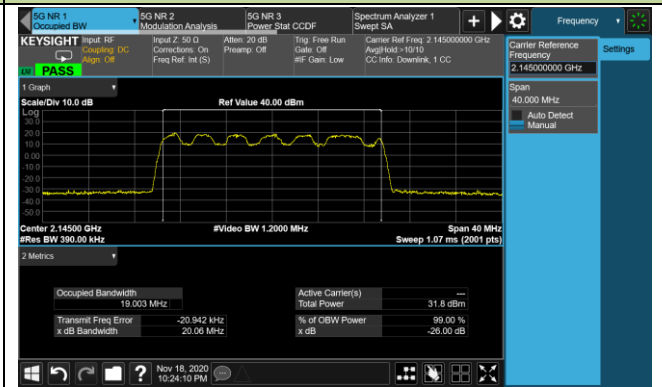 5G NR 1
Occupied BW
5G NR 2
Modulation Analysis
5G NR 3
Power Stat CCDF
Spectrum Analyzer 1
Swept SA
Frequency
KEYSIGHT
Input: RF
Coupling: DC
Align: Off
Input Z: 50 Ω
Corrections: On
Freq Ref: Int (S)
Atten: 20 dB
Preamp: Off
Trig: Free Run
Gate: Off
#IF Gain: Low
Carrier Ref Freq: 2.145000000 GHz
Avg|Hold:>10/10
CC Info: Downlink, 1 CC
PASS
Carrier Reference
Frequency
2.145000000 GHz
Settings
Span
40.000 MHz
Auto Detect
Manual
1 Graph
Scale/Div 10.0 dB
Ref Value 40.00 dBm
Log
30.0
20.0
10.0
0.00
-10.0
-20.0
-30.0
-40.0
-50.0
Center 2.14500 GHz
#Video BW 1.2000 MHz
Span 40 MHz
#Res BW 390.00 kHz
Sweep 1.07 ms (2001 pts)
2 Metrics
Occupied Bandwidth
19.003 MHz
Active Carrier(s)
---
Total Power
31.8 dBm
Transmit Freq Error
-20.942 kHz
% of OBW Power
99.00 %
x dB Bandwidth
20.06 MHz
x dB
-26.00 dB
?
Nov 18, 2020
10:24:10 PM